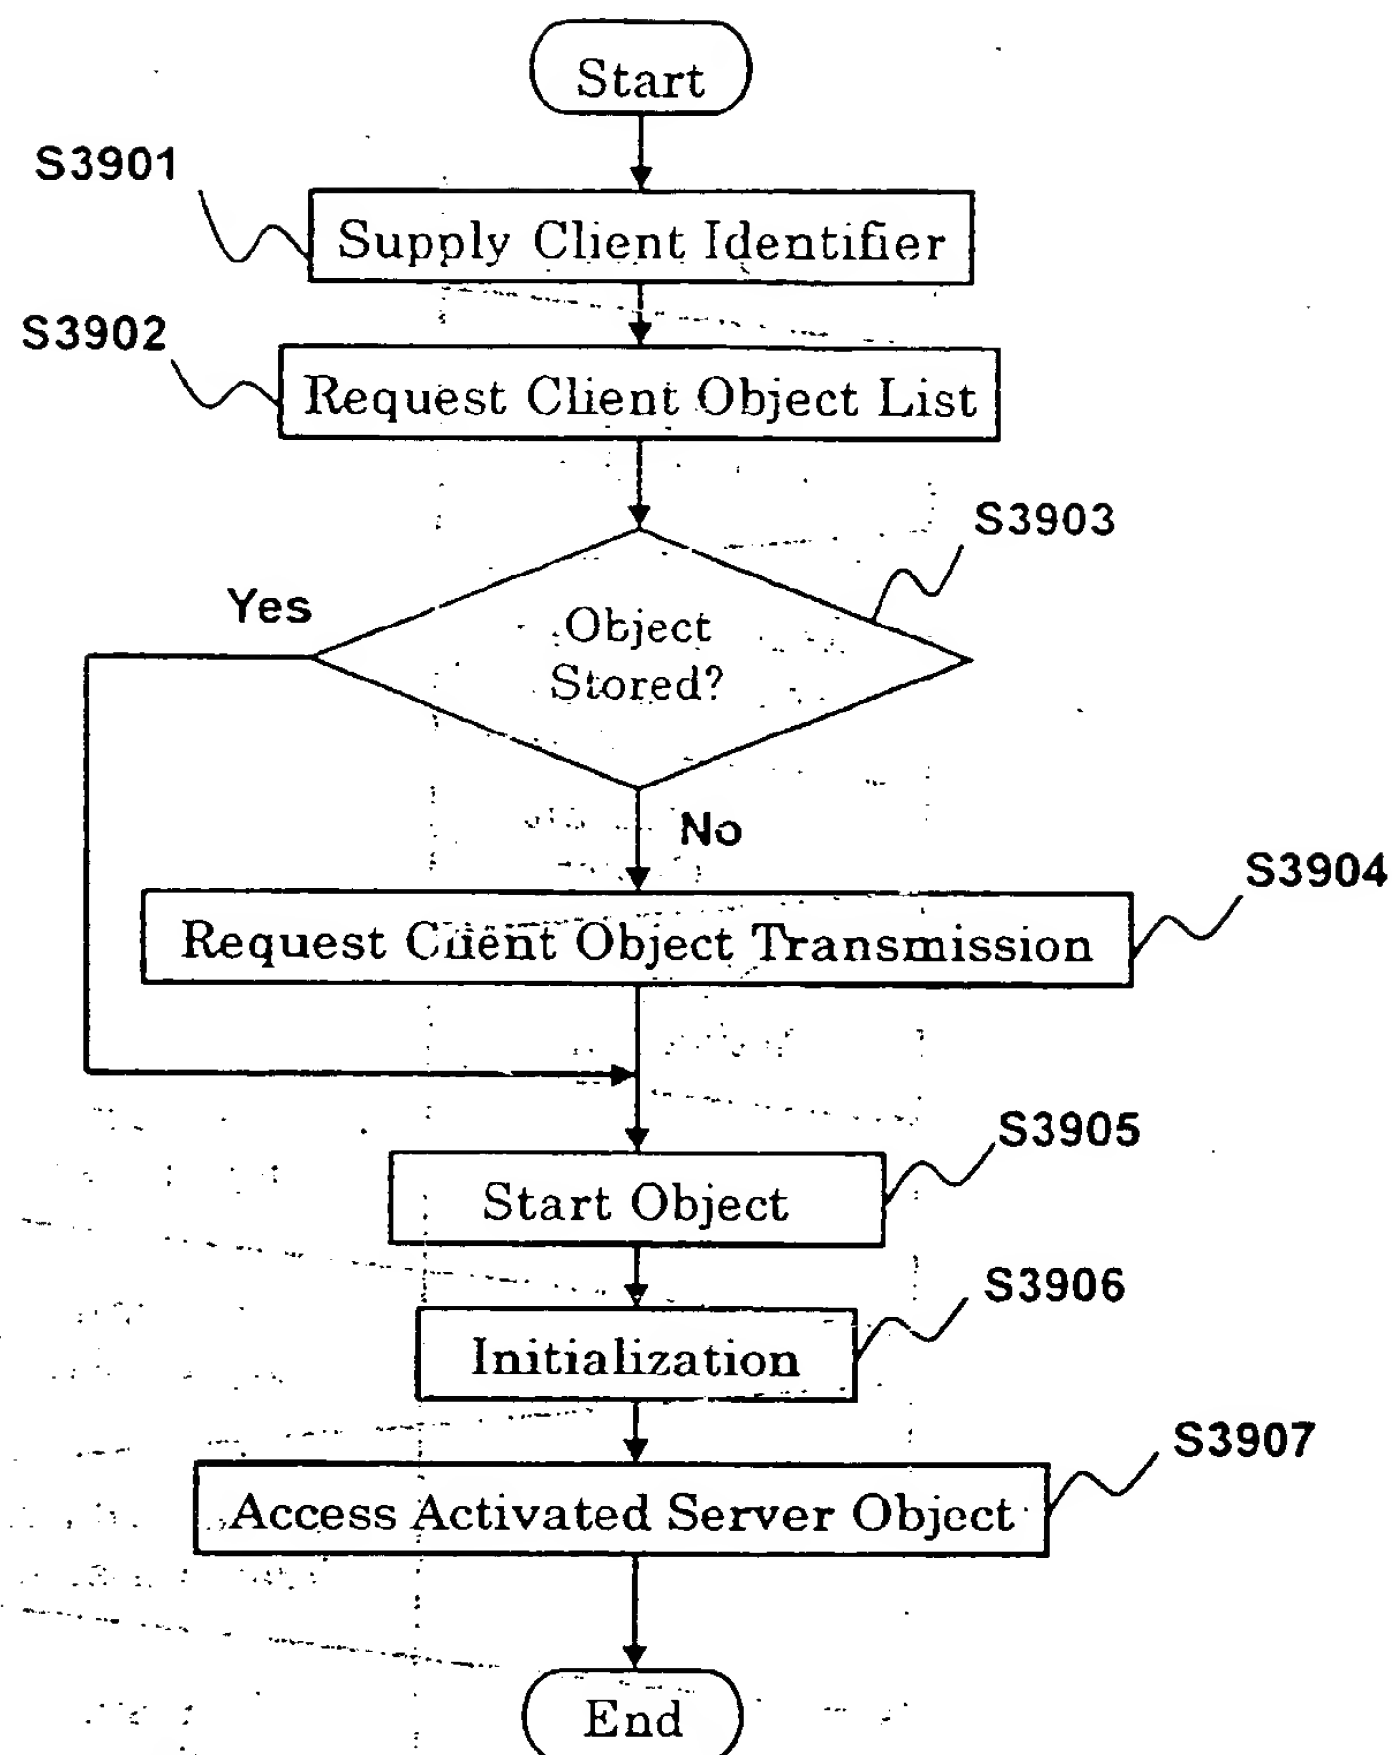 Start
S3901
Supply Client Identifier
S3902
Request Client Object List
S3903
Yes
Object
Stored?
No
S3904
Request Client Object Transmission
S3905
Start Object
S3906
Initialization
S3907
Access Activated Server Object
End